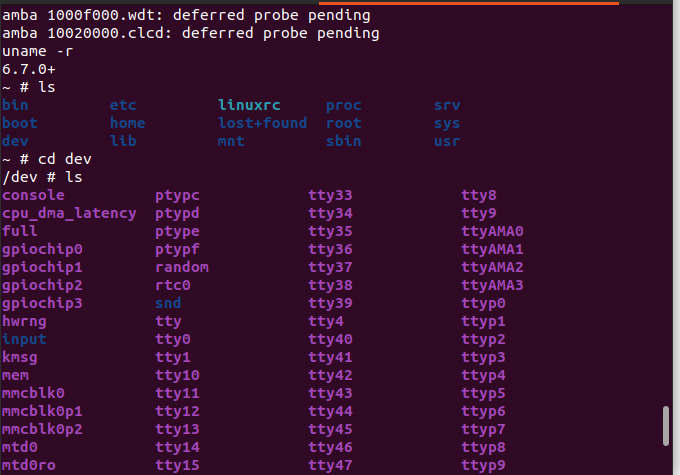 amba 1000f000.wdt: deferred probe pending
amba 10020000.clcd: deferred probe pending
uname -r
6.7.0+
~ # ls
bin etc linuxrc proc srv
boot home lost+found root sys
dev lib mnt sbin usr
~ # cd dev
/dev # ls
console ptypc tty33 tty8
cpu_dma_latency ptypd tty34 tty9
full ptype tty35 ttyAMA0
gpiochip0 ptypf tty36 ttyAMA1
gpiochip1 random tty37 ttyAMA2
gpiochip2 rtc0 tty38 ttyAMA3
gpiochip3 snd tty39 ttyp0
hwrng tty tty4 ttyp1
input tty0 tty40 ttyp2
kmsg tty1 tty41 ttyp3
mem tty10 tty42 ttyp4
mmcblk0 tty11 tty43 ttyp5
mmcblk0p1 tty12 tty44 ttyp6
mmcblk0p2 tty13 tty45 ttyp7
mtd0 tty14 tty46 ttyp8
mtd0ro tty15 tty47 ttyp9